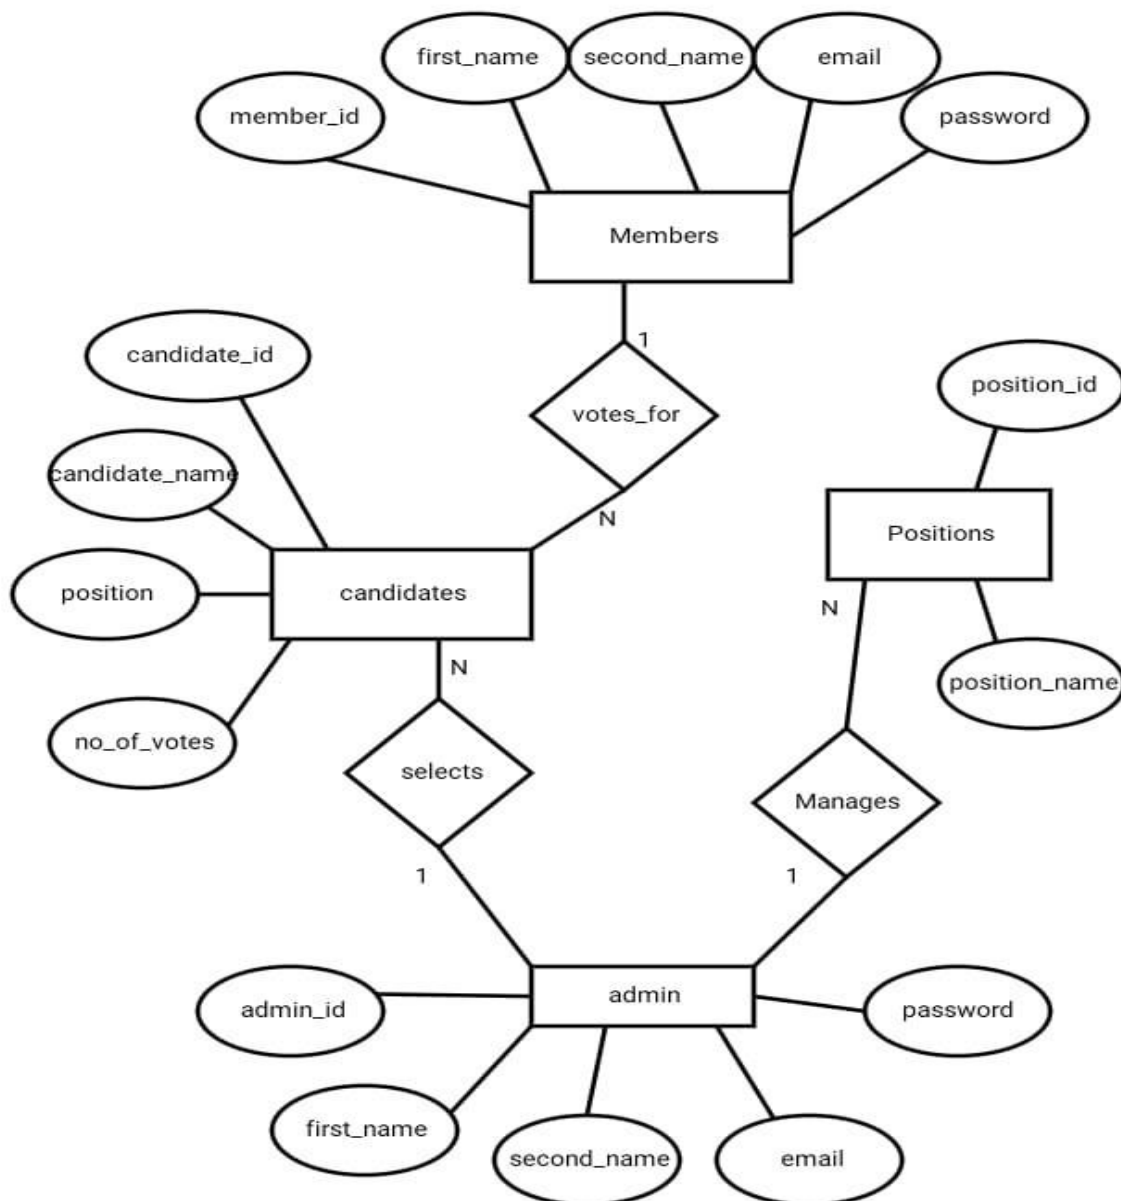 first_name
second_name
email
member_id
password
Members
1
candidate_id
position_id
votes_for
candidate_name
N
Positions
position
candidates
N
N
position_name
no_of_votes
selects
Manages
1
1
admin
admin_id
password
first_name
second_name
email